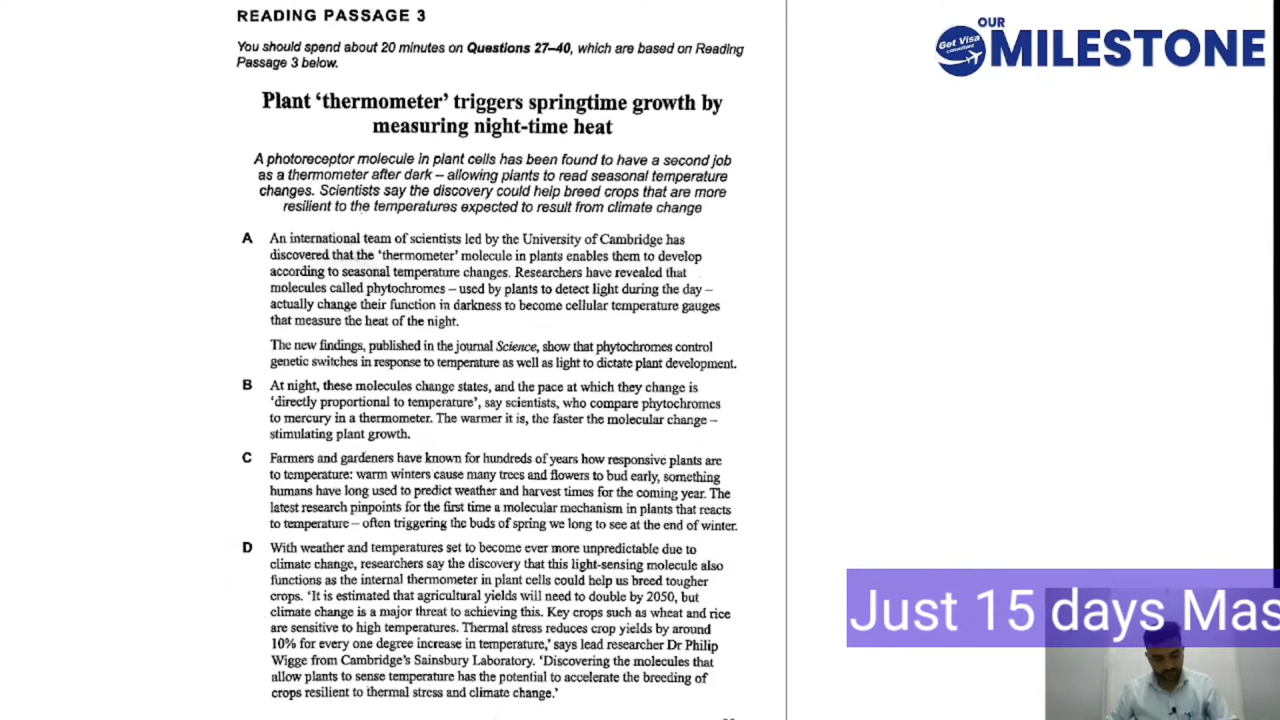 READING PASSAGE 3
You should spend about 20 minutes on Questions 27–40, which are based on Reading
Passage 3 below.
Plant ‘thermometer’ triggers springtime growth by
measuring night-time heat
A photoreceptor molecule in plant cells has been found to have a second job
as a thermometer after dark – allowing plants to read seasonal temperature
changes. Scientists say the discovery could help breed crops that are more
resilient to the temperatures expected to result from climate change
A An international team of scientists led by the University of Cambridge has
discovered that the ‘thermometer’ molecule in plants enables them to develop
according to seasonal temperature changes. Researchers have revealed that
molecules called phytochromes – used by plants to detect light during the day –
actually change their function in darkness to become cellular temperature gauges
that measure the heat of the night.
The new findings, published in the journal Science, show that phytochromes control
genetic switches in response to temperature as well as light to dictate plant development.
B At night, these molecules change states, and the pace at which they change is
‘directly proportional to temperature’, say scientists, who compare phytochromes
to mercury in a thermometer. The warmer it is, the faster the molecular change –
stimulating plant growth.
C Farmers and gardeners have known for hundreds of years how responsive plants are
to temperature: warm winters cause many trees and flowers to bud early, something
humans have long used to predict weather and harvest times for the coming year. The
latest research pinpoints for the first time a molecular mechanism in plants that reacts
to temperature – often triggering the buds of spring we long to see at the end of winter.
D With weather and temperatures set to become ever more unpredictable due to
climate change, researchers say the discovery that this light-sensing molecule also
functions as the internal thermometer in plant cells could help us breed tougher
crops. ‘It is estimated that agricultural yields will need to double by 2050, but
climate change is a major threat to achieving this. Key crops such as wheat and rice
are sensitive to high temperatures. Thermal stress reduces crop yields by around
10% for every one degree increase in temperature,’ says lead researcher Dr Philip
Wigge from Cambridge’s Sainsbury Laboratory. ‘Discovering the molecules that
allow plants to sense temperature has the potential to accelerate the breeding of
crops resilient to thermal stress and climate change.’
OUR
MILESTONE
Get Visa
consultant
Just 15 days Mas